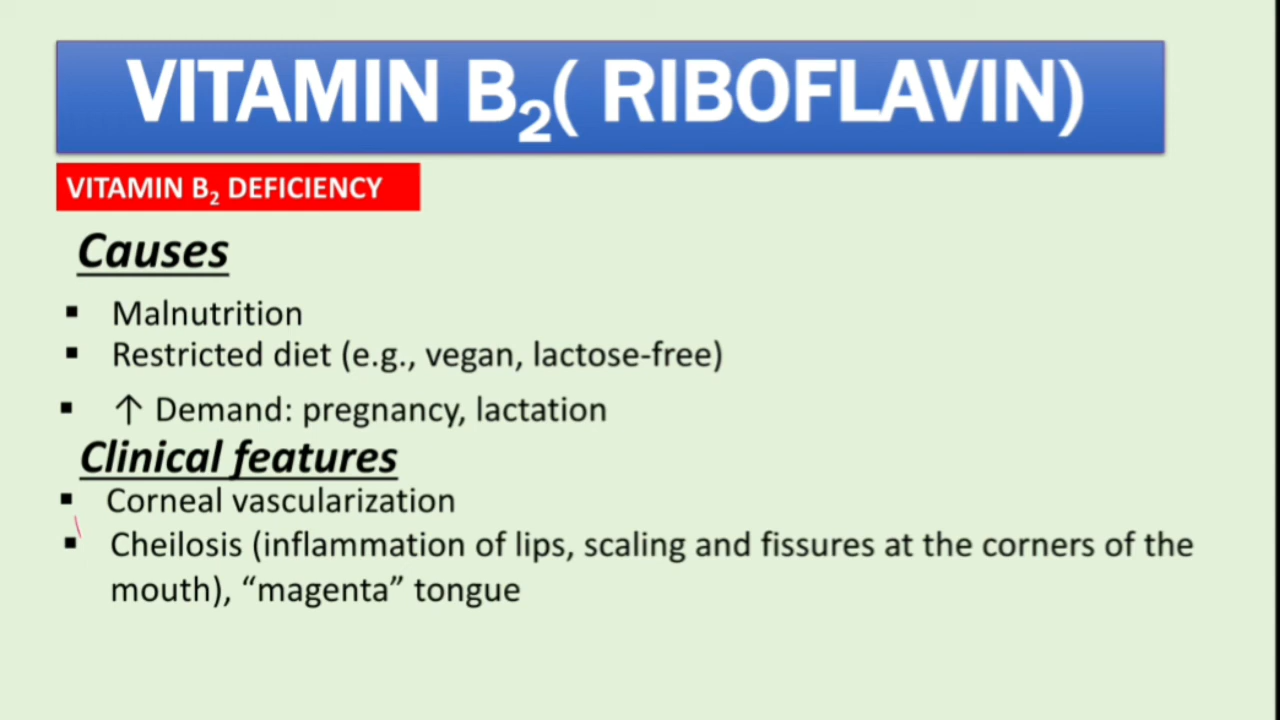 VITAMIN B₂( RIBOFLAVIN)
VITAMIN B₂ DEFICIENCY
Causes
▪ Malnutrition
▪ Restricted diet (e.g., vegan, lactose-free)
▪ ↑ Demand: pregnancy, lactation
Clinical features
▪ Corneal vascularization
▪ Cheilosis (inflammation of lips, scaling and fissures at the corners of the
mouth), “magenta” tongue